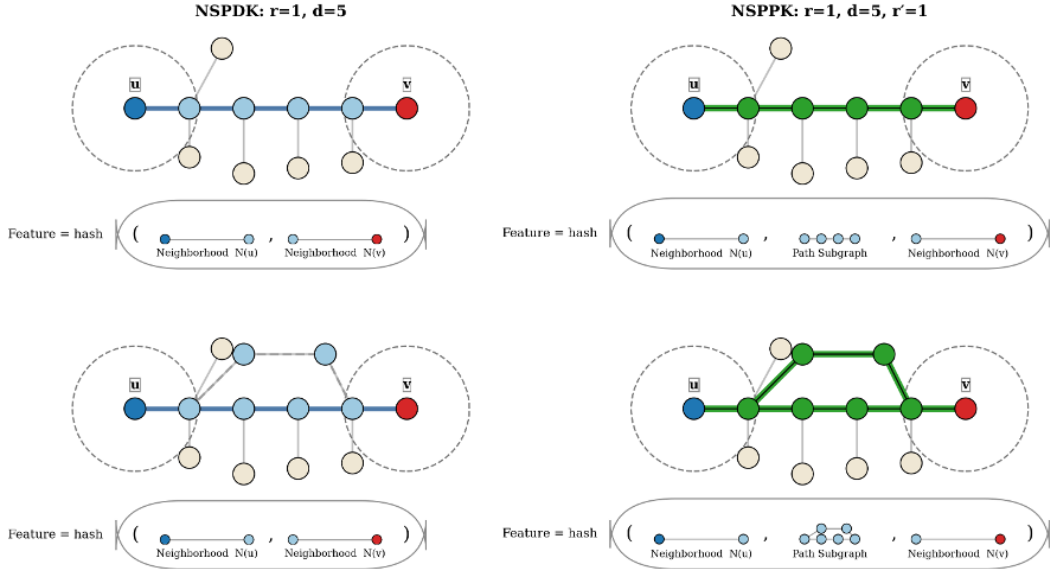 NSPDK: r=1, d=5
NSPPK: r=1, d=5, r′=1
u
v
u
v
Feature = hash ( Neighborhood N(u) , Neighborhood N(v) )
Feature = hash ( Neighborhood N(u) , Path Subgraph , Neighborhood N(v) )
u
v
u
v
Feature = hash ( Neighborhood N(u) , Neighborhood N(v) )
Feature = hash ( Neighborhood N(u) , Path Subgraph , Neighborhood N(v) )